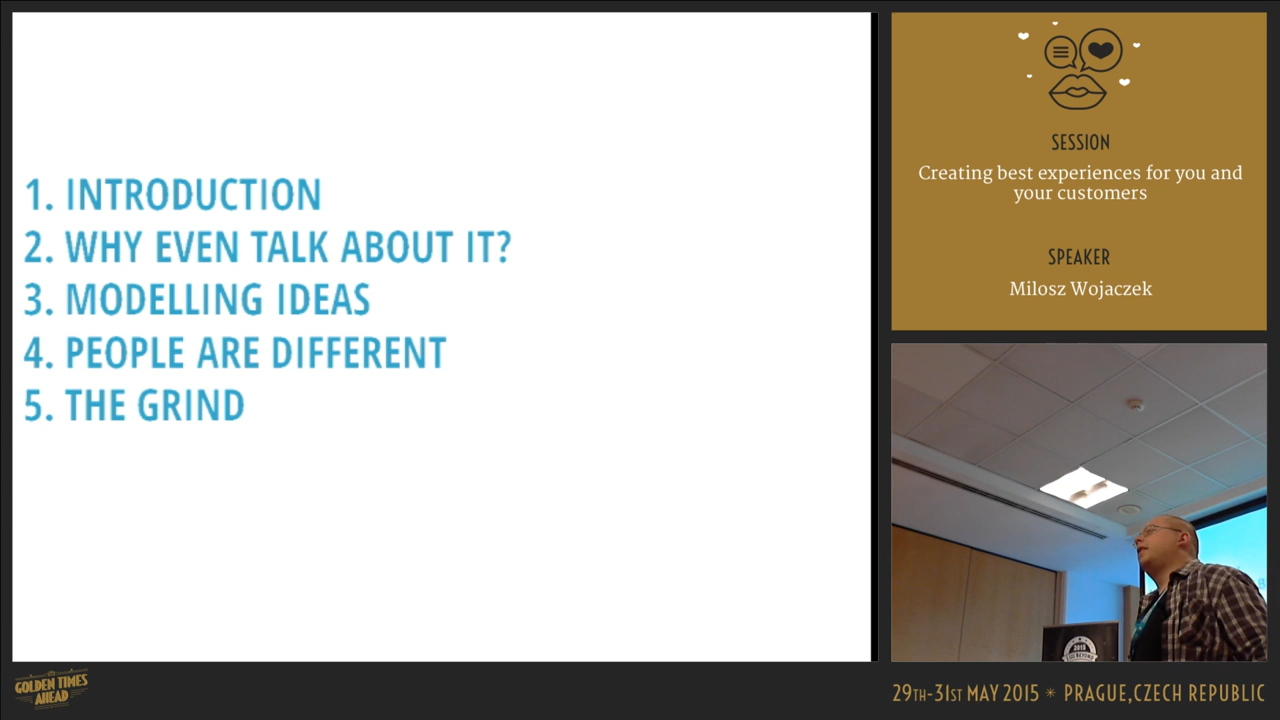 1. INTRODUCTION
2. WHY EVEN TALK ABOUT IT?
3. MODELLING IDEAS
4. PEOPLE ARE DIFFERENT
5. THE GRIND
SESSION
Creating best experiences for you and
your customers
SPEAKER
Milosz Wojaczek
2015
GOLDEN TIMES
AHEAD
29TH-31ST MAY 2015 * PRAGUE,CZECH REPUBLIC